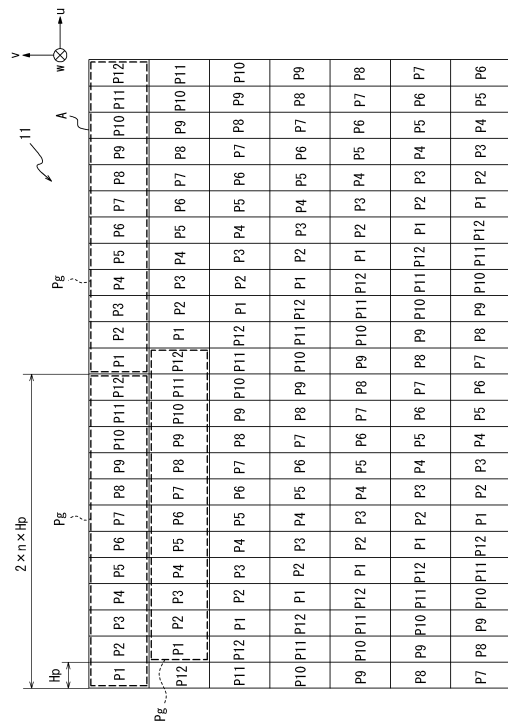 11
v
w
u
2×n×Hp
Hp
Pg
Pg
A
P1 P2 P3 P4 P5 P6 P7 P8 P9 P10 P11 P12 P1 P2 P3 P4 P5 P6 P7 P8 P9 P10 P11 P12
P12 P1 P2 P3 P4 P5 P6 P7 P8 P9 P10 P11 P12 P1 P2 P3 P4 P5 P6 P7 P8 P9 P10 P11
Pg
P11 P12 P1 P2 P3 P4 P5 P6 P7 P8 P9 P10 P11 P12 P1 P2 P3 P4 P5 P6 P7 P8 P9 P10
P10 P11 P12 P1 P2 P3 P4 P5 P6 P7 P8 P9 P10 P11 P12 P1 P2 P3 P4 P5 P6 P7 P8 P9
P9 P10 P11 P12 P1 P2 P3 P4 P5 P6 P7 P8 P9 P10 P11 P12 P1 P2 P3 P4 P5 P6 P7 P8
P8 P9 P10 P11 P12 P1 P2 P3 P4 P5 P6 P7 P8 P9 P10 P11 P12 P1 P2 P3 P4 P5 P6 P7
P7 P8 P9 P10 P11 P12 P1 P2 P3 P4 P5 P6 P7 P8 P9 P10 P11 P12 P1 P2 P3 P4 P5 P6